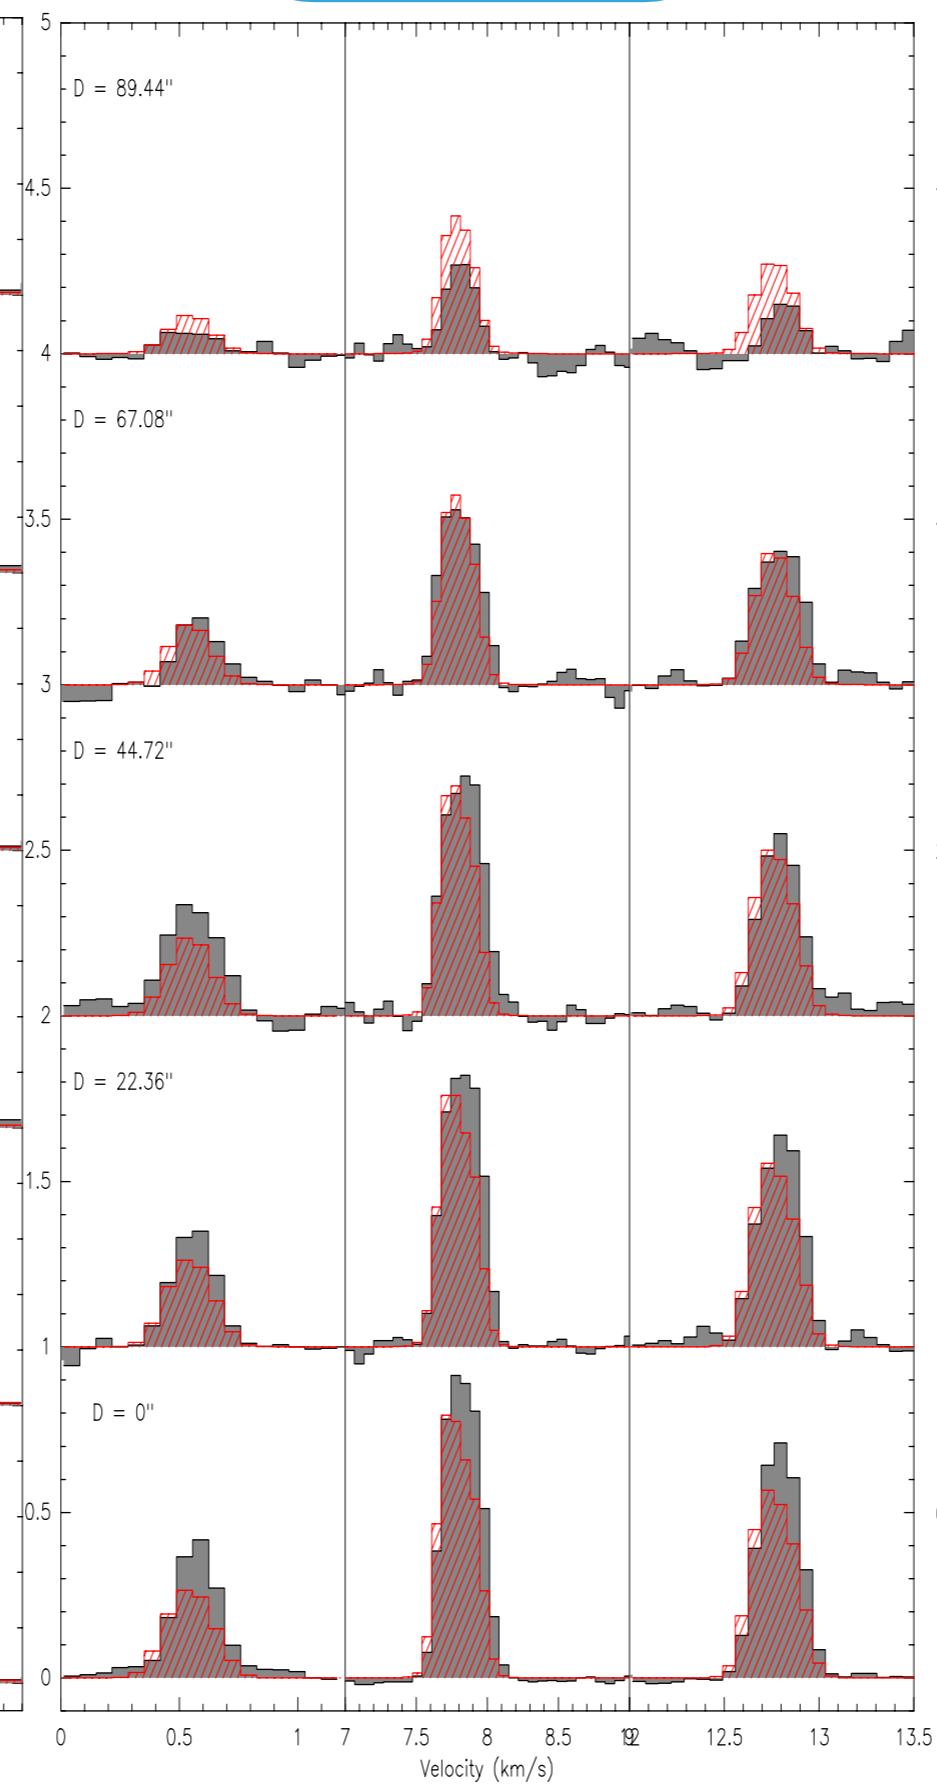 5
D = 89.44"
4.5
4
D = 67.08"
3.5
3
D = 44.72"
2.5
2
D = 22.36"
1.5
1
D = 0"
0.5
0
0 0.5 1 7 7.5 8 8.5 9 12 12.5 13 13.5
Velocity (km/s)